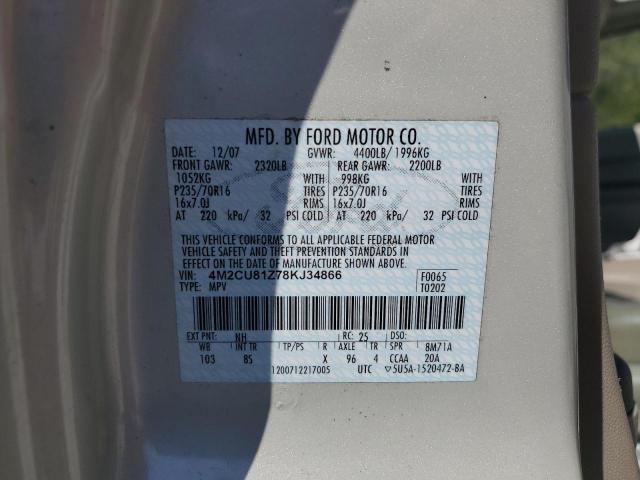 MFD. BY FORD MOTOR CO.
DATE: 12/07 GVWR: 4400LB/1996KG
FRONT GAWR: 2320LB REAR GAWR: 2200LB
1052KG WITH 998KG WITH
P235/70R16 TIRES P235/70R16 TIRES
16x7.0J RIMS 16x7.0J RIMS
AT 220 kPa/ 32 PSI COLD AT 220 kPa/ 32 PSI COLD
THIS VEHICLE CONFORMS TO ALL APPLICABLE FEDERAL MOTOR
VEHICLE SAFETY AND BUMPER AND THEFT PREVENTION STANDARDS IN
EFFECT ON THE DATE OF MANUFACTURE SHOWN ABOVE.
VIN: 4M2CU81Z78KJ34866 F0065
TYPE: MPV T0202
EXT PNT: NH RC: 25 DSO:
WB INT TR TP/PS R AXLE TR SPR 8M71A
103 85 X 96 4 CCAA 20A
1200712217005 UTC ▽5U5A-1520472-BA